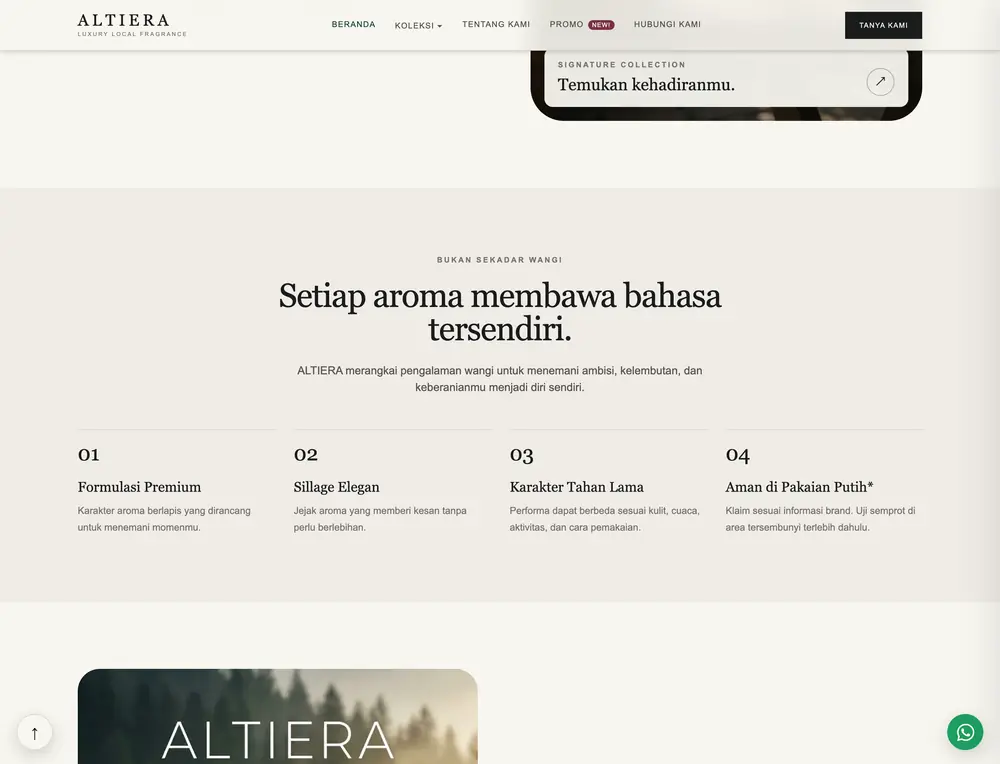 ALTIERA
LUXURY LOCAL FRAGRANCE
BERANDA
KOLEKSI
TENTANG KAMI
PROMO NEW!
HUBUNGI KAMI
TANYA KAMI
SIGNATURE COLLECTION
Temukan kehadiranmu.
BUKAN SEKADAR WANGI
Setiap aroma membawa bahasa
tersendiri.
ALTIERA merangkai pengalaman wangi untuk menemani ambisi, kelembutan, dan
keberanianmu menjadi diri sendiri.
01
Formulasi Premium
Karakter aroma berlapis yang dirancang
untuk menemani momenmu.
02
Sillage Elegan
Jejak aroma yang memberi kesan tanpa
perlu berlebihan.
03
Karakter Tahan Lama
Performa dapat berbeda sesuai kulit, cuaca,
aktivitas, dan cara pemakaian.
04
Aman di Pakaian Putih*
Klaim sesuai informasi brand. Uji semprot di
area tersembunyi terlebih dahulu.
ALTIERA